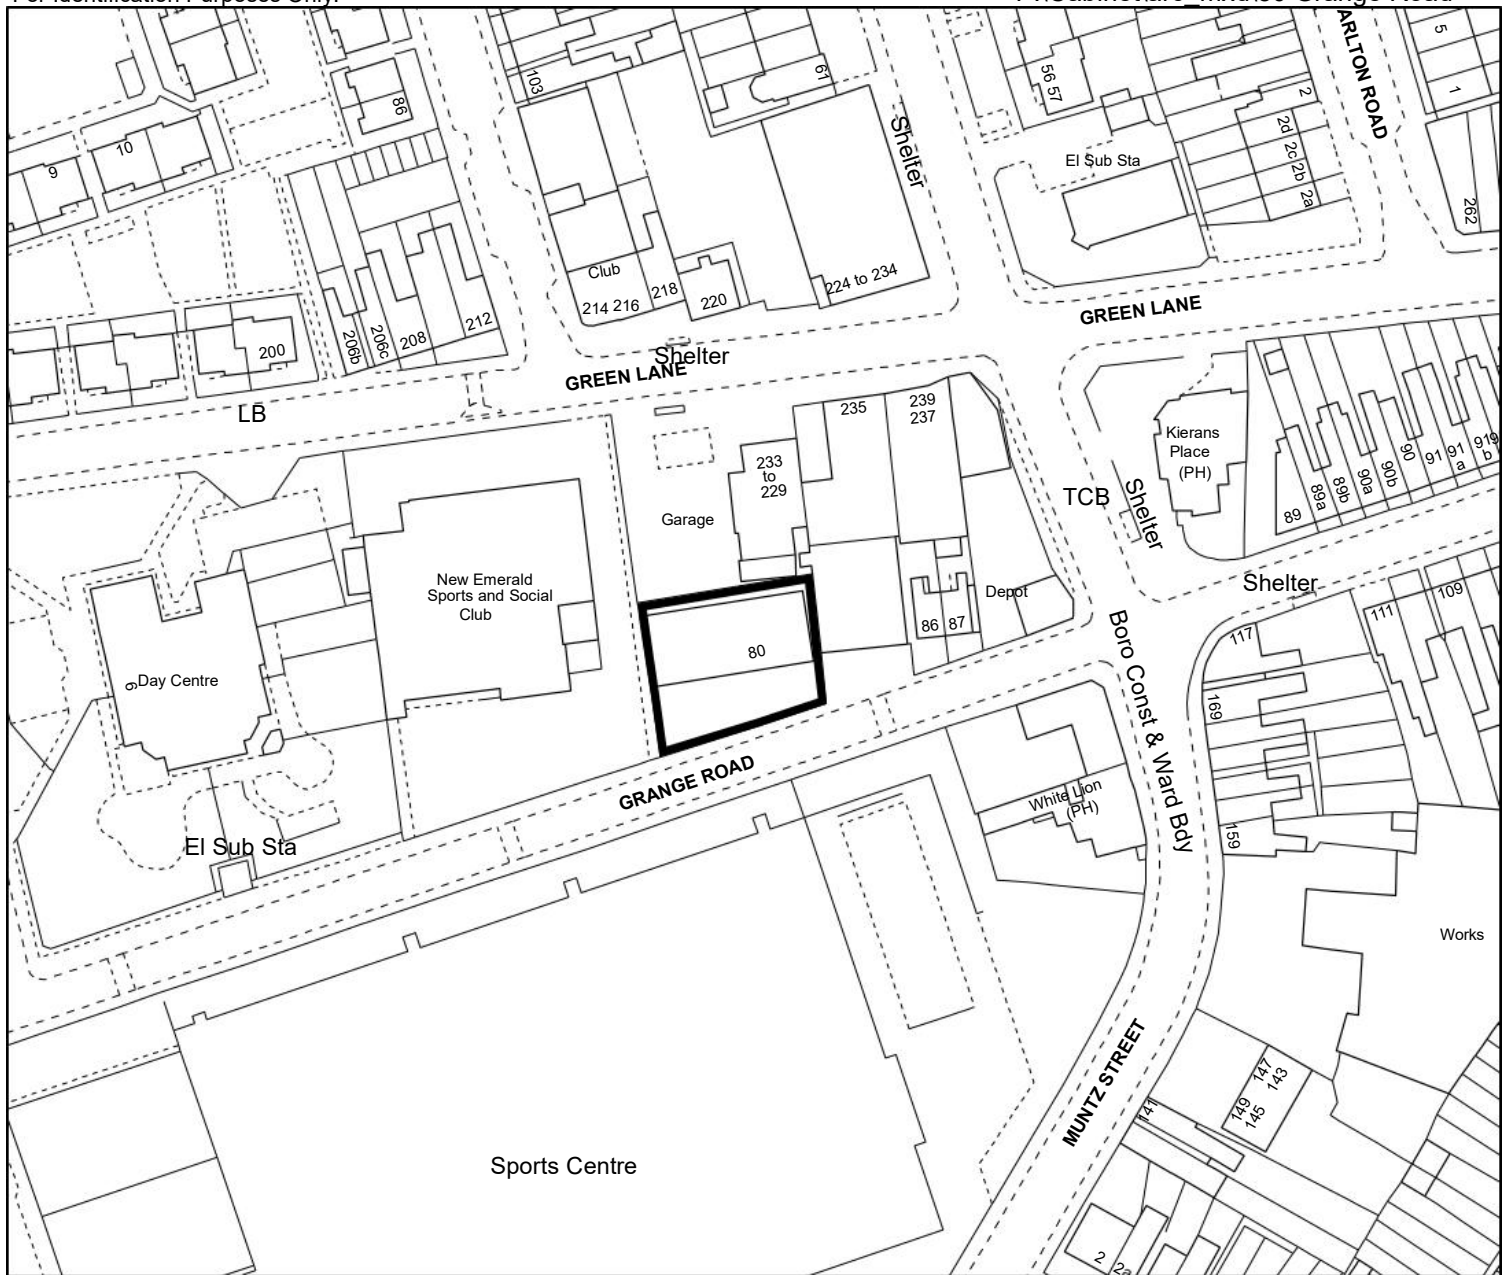 For Identification Purposes Only.
103
61
56 57
2
ARLTON ROAD
5
1
86
10
9
Shelter
El Sub Sta
2d
2c
2b
2a
262
Club
214 216
218
220
224 to 234
GREEN LANE
206b
206c
208
212
200
Shelter
GREEN LANE
LB
235
239
237
233
to
229
Garage
Kierans
Place
(PH)
TCB
Shelter
89
89a
89b
90a
90b
90
91
91
a
91
b
New Emerald
Sports and Social
Club
Day Centre
80
86
87
Depot
Shelter
117
111
109
Boro Const & Ward Bdy
169
159
GRANGE ROAD
White Lion
(PH)
El Sub Sta
Works
MUNTZ STREET
147
143
149
145
141
Sports Centre
2
2a